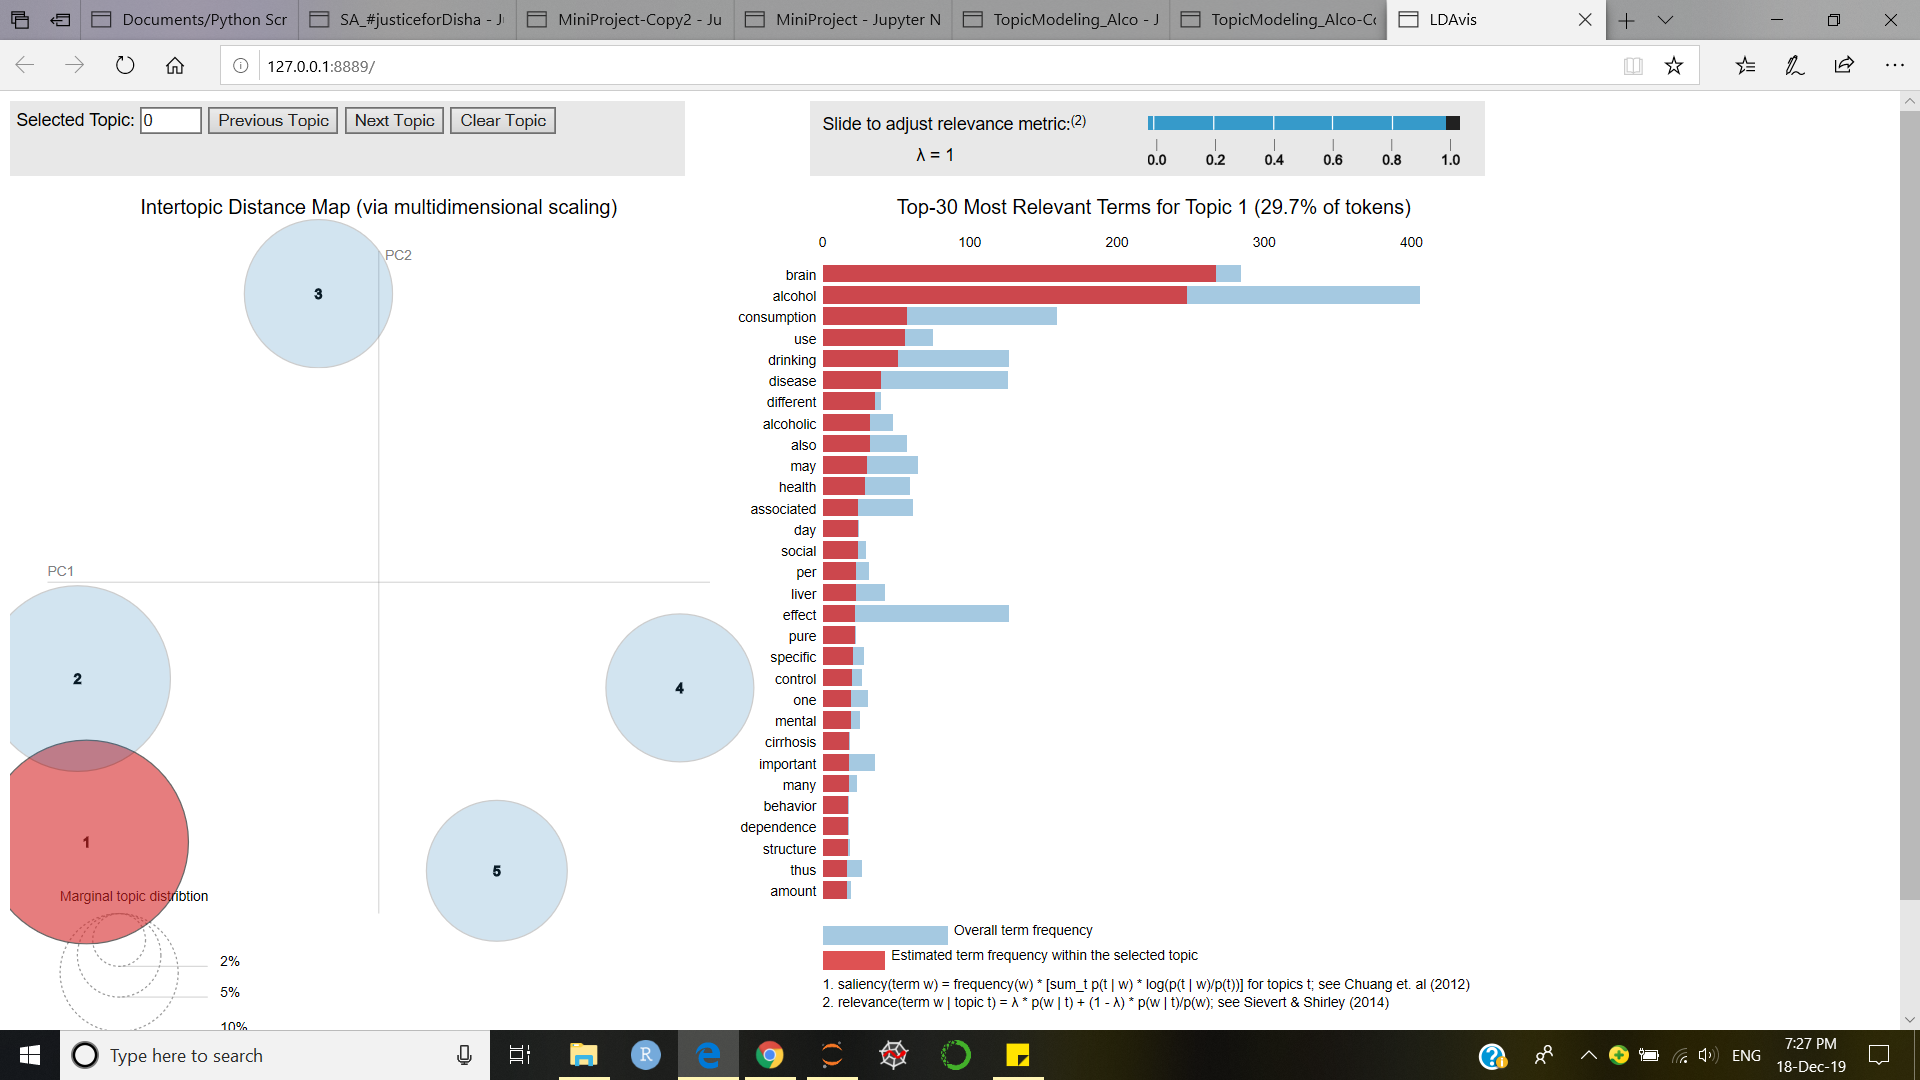 Documents/Python Scr
SA_#justiceforDisha - J
MiniProject-Copy2 - Ju
MiniProject - Jupyter N
TopicModeling_Alco - J
TopicModeling_Alco-Co
LDAvis
127.0.0.1:8889/
Selected Topic: 0 Previous Topic Next Topic Clear Topic
Slide to adjust relevance metric:(2)
λ = 1
0.0 0.2 0.4 0.6 0.8 1.0
Intertopic Distance Map (via multidimensional scaling)
PC2
3
PC1
2
4
1
5
Marginal topic distribtion
2%
5%
10%
Top-30 Most Relevant Terms for Topic 1 (29.7% of tokens)
0 100 200 300 400
brain
alcohol
consumption
use
drinking
disease
different
alcoholic
also
may
health
associated
day
social
per
liver
effect
pure
specific
control
one
mental
cirrhosis
important
many
behavior
dependence
structure
thus
amount
Overall term frequency
Estimated term frequency within the selected topic
1. saliency(term w) = frequency(w) * [sum_t p(t | w) * log(p(t | w)/p(t))] for topics t; see Chuang et. al (2012)
2. relevance(term w | topic t) = λ * p(w | t) + (1 - λ) * p(w | t)/p(w); see Sievert & Shirley (2014)
Type here to search
R
ENG
7:27 PM
18-Dec-19